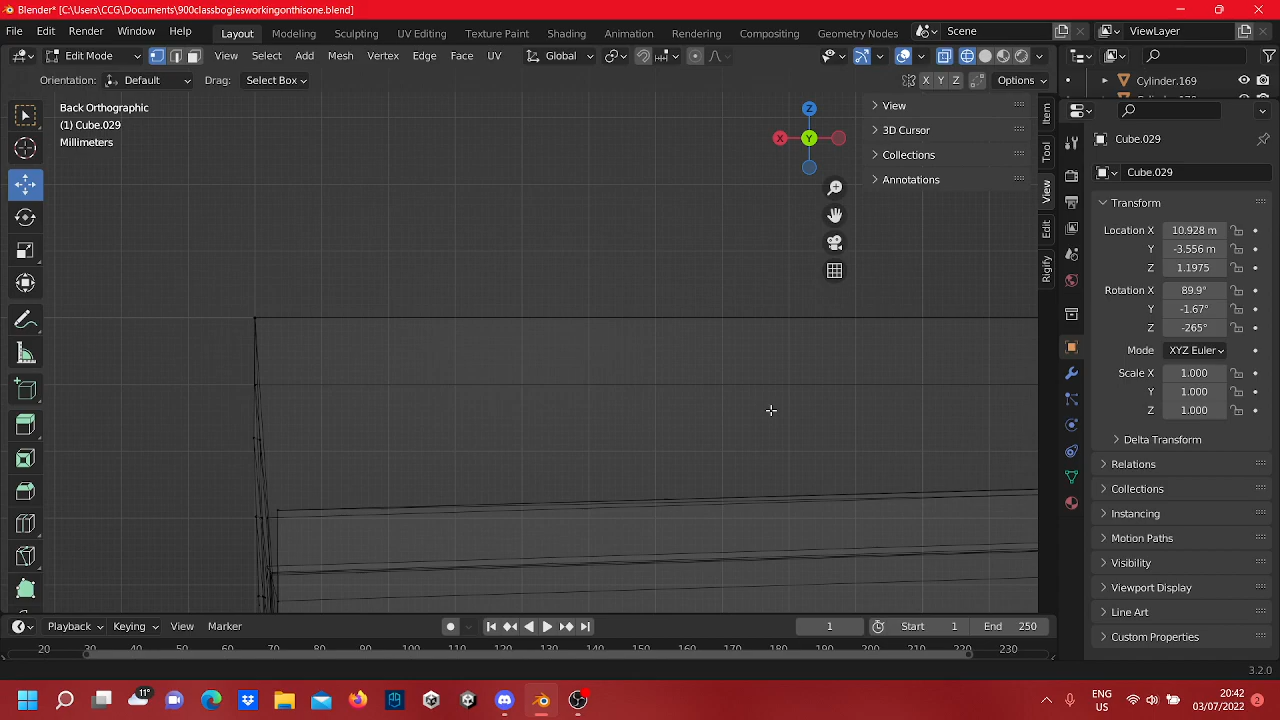 Blender* [C:\Users\CCG\Documents\900classbogiesworkingonthisone.blend]
File Edit Render Window Help Layout Modeling Sculpting UV Editing Texture Paint Shading Animation Rendering Compositing Geometry Nodes Scene ViewLayer
Edit Mode View Select Add Mesh Vertex Edge Face UV Global
Orientation: Default Drag: Select Box X Y Z Options
Cylinder.169
Back Orthographic
(1) Cube.029
Millimeters
View
3D Cursor
Collections
Annotations
Z
X Y
Item
Tool
View
Edit
Rigify
Cube.029
Cube.029
Transform
Location X 10.928 m
Y -3.556 m
Z 1.1975
Rotation X 89.9°
Y -1.67°
Z -265°
Mode XYZ Euler
Scale X 1.000
Y 1.000
Z 1.000
Delta Transform
Relations
Collections
Instancing
Motion Paths
Visibility
Viewport Display
Line Art
Custom Properties
Playback Keying View Marker 1 Start 1 End 250
20 50 60 70 80 90 100 110 120 130 140 150 160 170 180 190 200 210 220 230
3.2.0
11° ENG US 20:42 03/07/2022 2